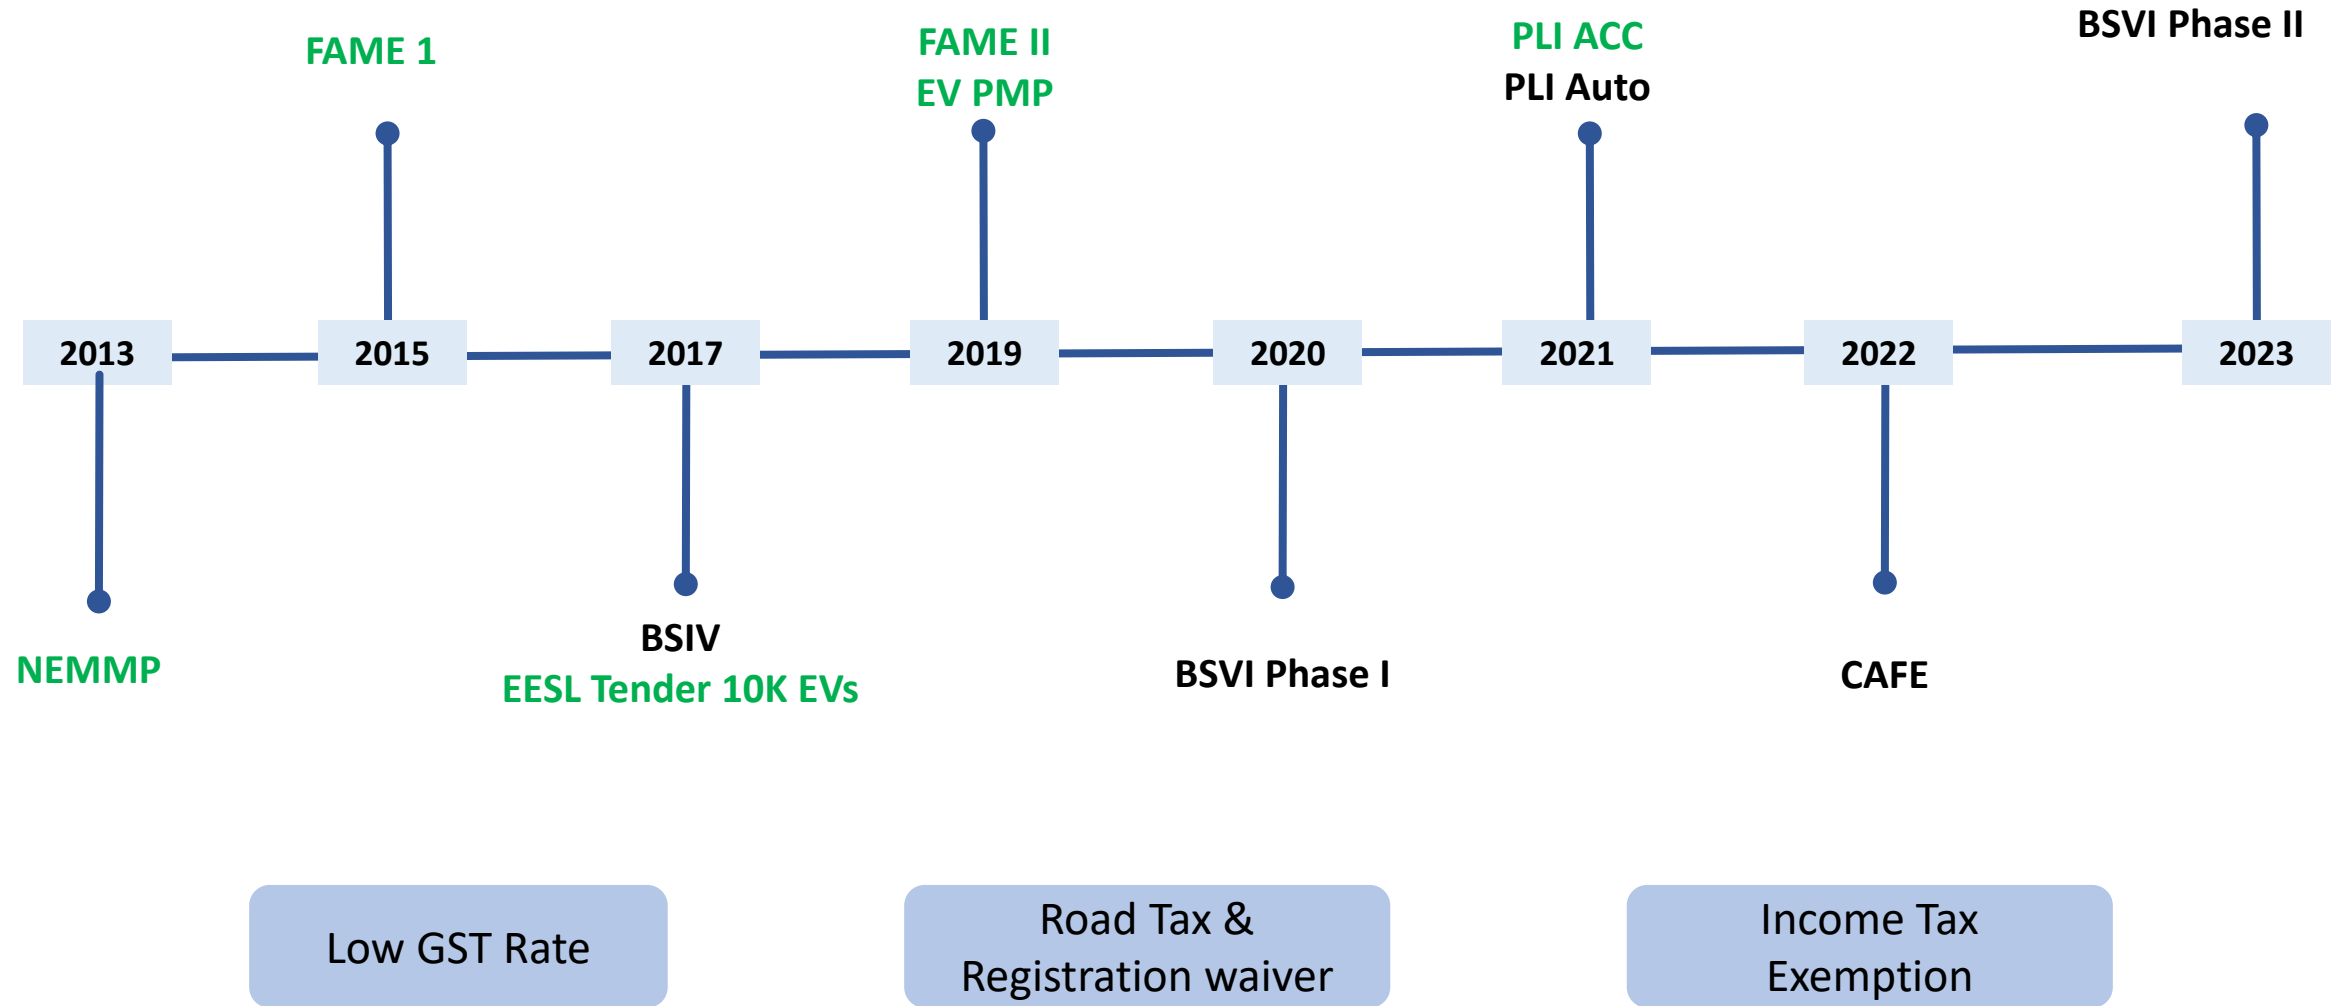 BSVI Phase II
FAME 1
FAME II
EV PMP
PLI ACC
PLI Auto
2013
2015
2017
2019
2020
2021
2022
2023
NEMMP
BSIV
EESL Tender 10K EVs
BSVI Phase I
CAFE
Low GST Rate
Road Tax &
Registration waiver
Income Tax
Exemption